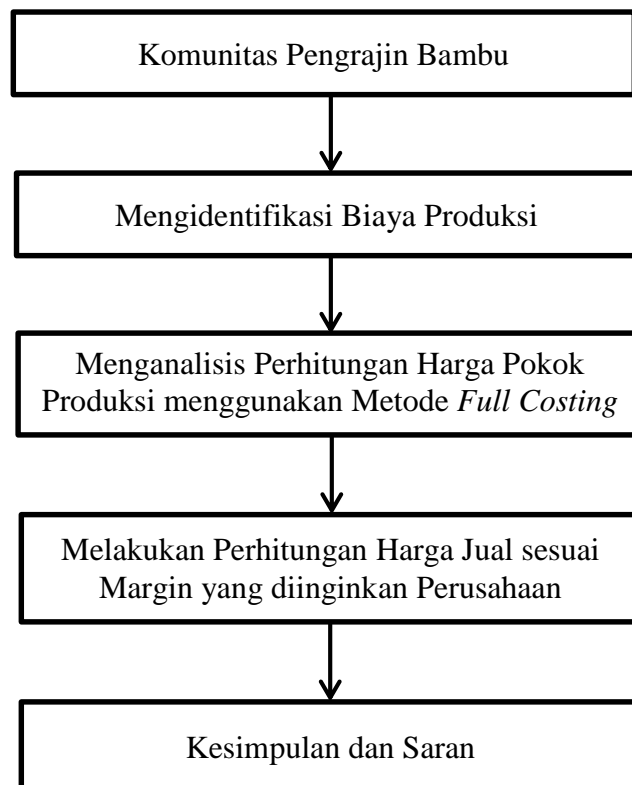 Komunitas Pengrajin Bambu
Mengidentifikasi Biaya Produksi
Menganalisis Perhitungan Harga Pokok
Produksi menggunakan Metode Full Costing
Melakukan Perhitungan Harga Jual sesuai
Margin yang diinginkan Perusahaan
Kesimpulan dan Saran